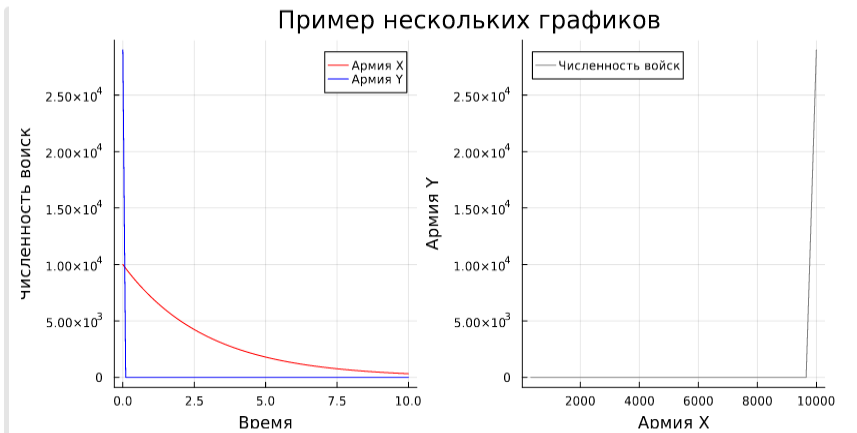 Пример нескольких графиков
Численность войск
2.50×10⁴
2.00×10⁴
1.50×10⁴
1.00×10⁴
5.00×10³
0
Армия X
Армия Y
0.0 2.5 5.0 7.5 10.0
Время
Армия Y
2.50×10⁴
2.00×10⁴
1.50×10⁴
1.00×10⁴
5.00×10³
0
Численность войск
2000 4000 6000 8000 10000
Армия X